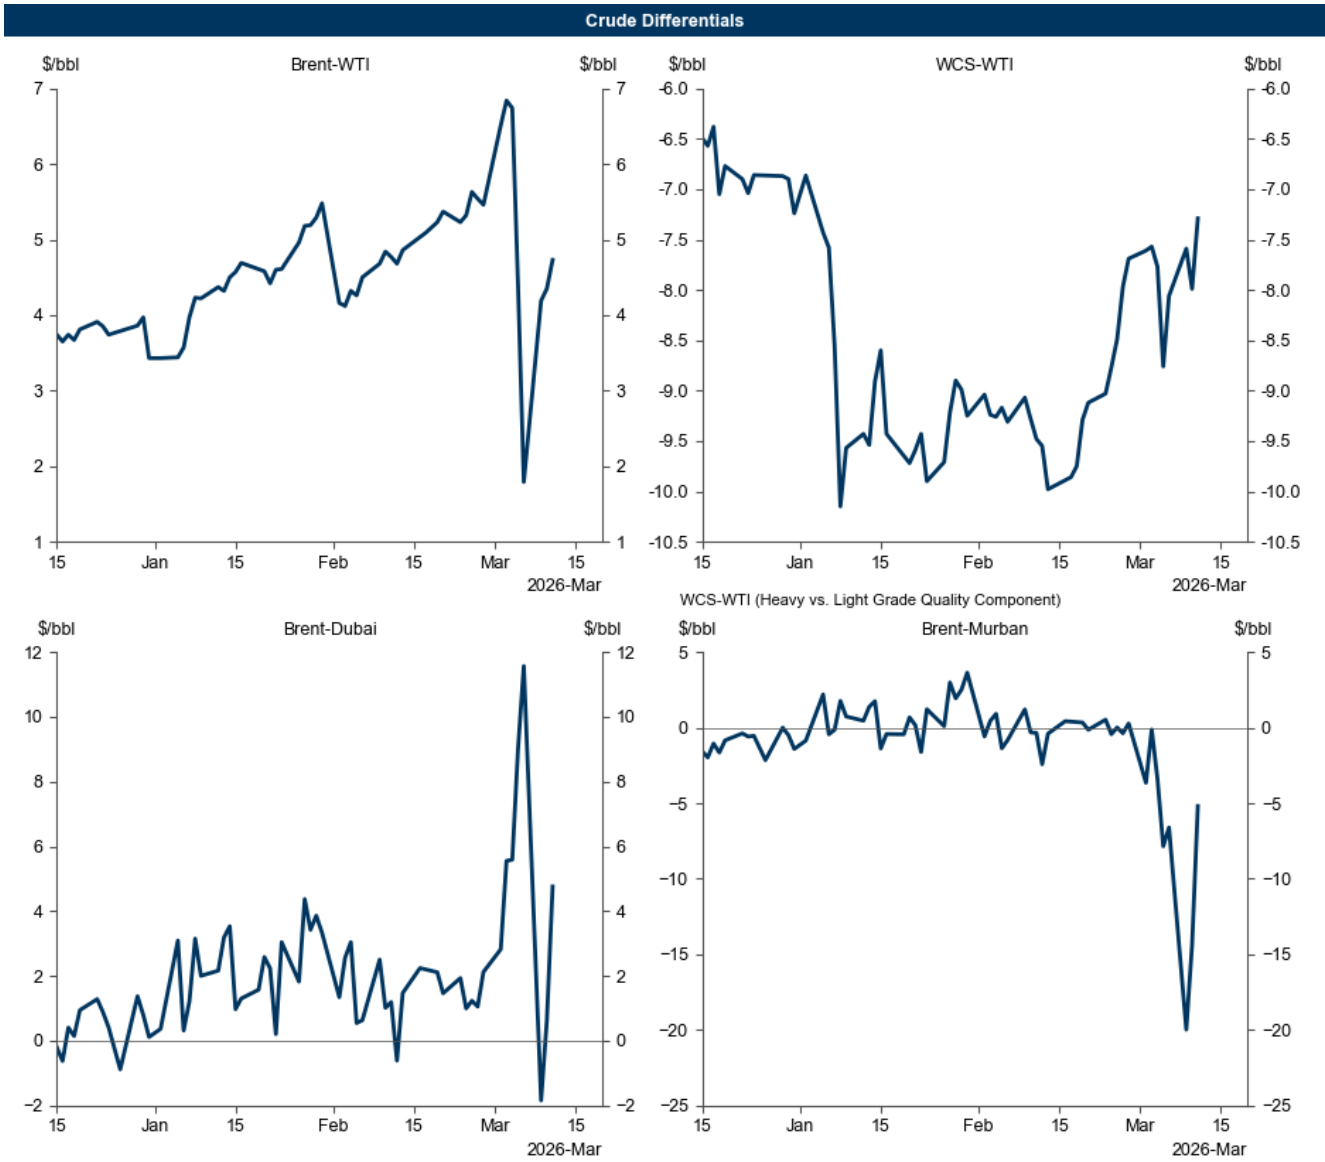 Crude Differentials
$/bbl Brent-WTI $/bbl
7 7
6 6
5 5
4 4
3 3
2 2
1 1
15 Jan 15 Feb 15 Mar 15
2026-Mar
$/bbl WCS-WTI $/bbl
-6.0 -6.0
-6.5 -6.5
-7.0 -7.0
-7.5 -7.5
-8.0 -8.0
-8.5 -8.5
-9.0 -9.0
-9.5 -9.5
-10.0 -10.0
-10.5 -10.5
15 Jan 15 Feb 15 Mar 15
2026-Mar
WCS-WTI (Heavy vs. Light Grade Quality Component)
$/bbl Brent-Dubai $/bbl
12 12
10 10
8 8
6 6
4 4
2 2
0 0
−2 −2
15 Jan 15 Feb 15 Mar 15
2026-Mar
$/bbl Brent-Murban $/bbl
5 5
0 0
−5 −5
−10 −10
−15 −15
−20 −20
−25 −25
15 Jan 15 Feb 15 Mar 15
2026-Mar